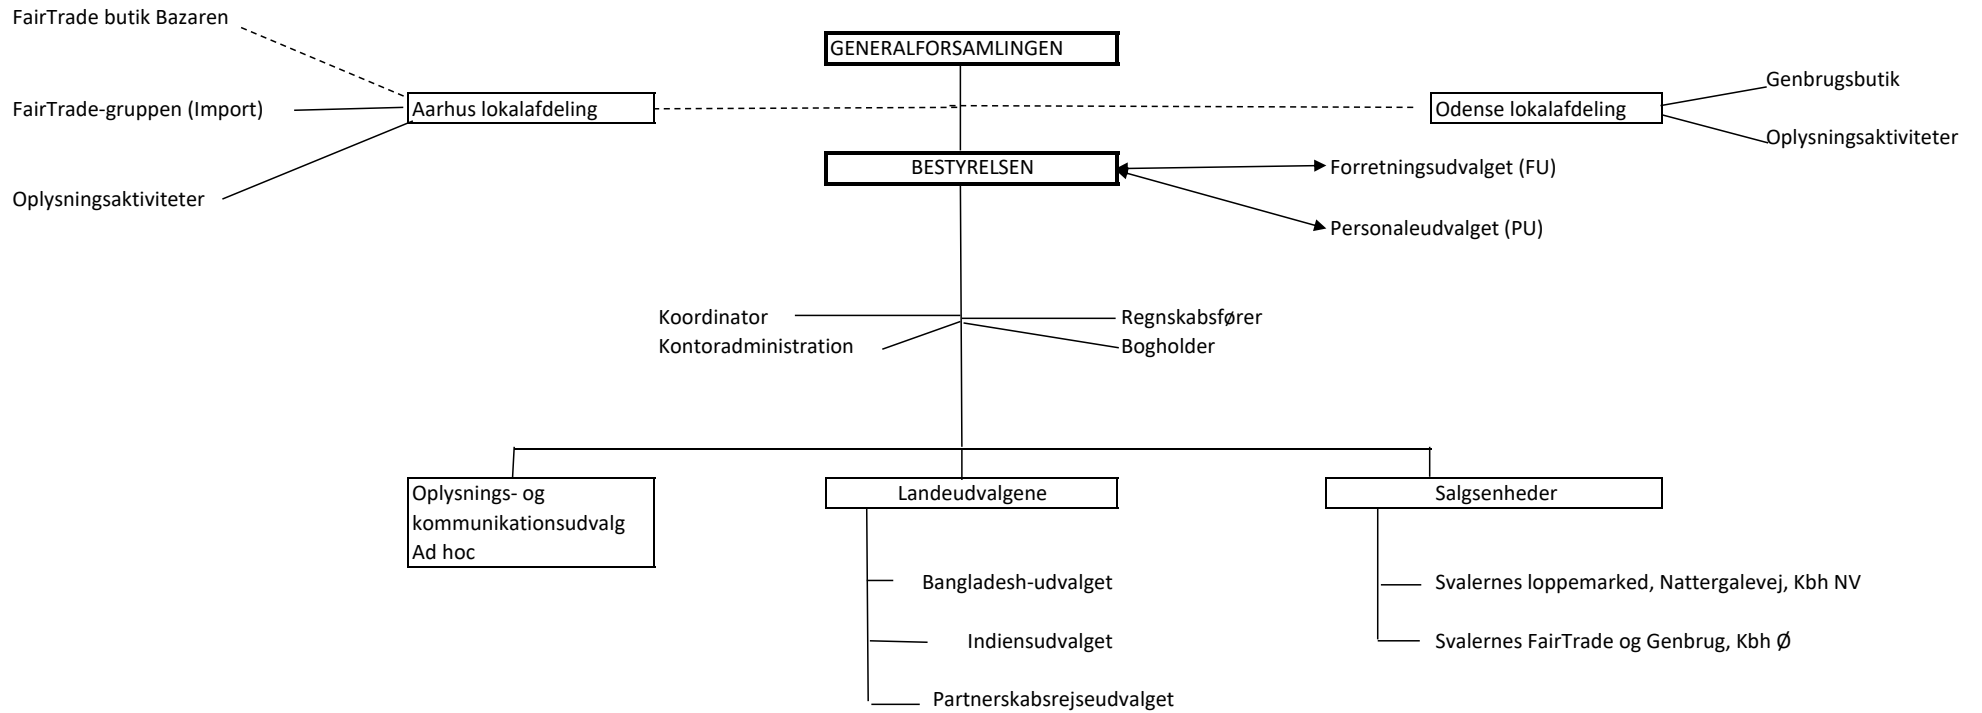 FairTrade butik Bazaren
GENERALFORSAMLINGEN
Genbrugsbutik
FairTrade-gruppen (Import)
Aarhus lokalafdeling
Odense lokalafdeling
Oplysningsaktiviteter
BESTYRELSEN
Forretningsudvalget (FU)
Oplysningsaktiviteter
Personaleudvalget (PU)
Koordinator
Regnskabsfører
Kontoradministration
Bogholder
Oplysnings- og
kommunikationsudvalg
Ad hoc
Landeudvalgene
Salgsenheder
Bangladesh-udvalget
Svalernes loppemarked, Nattergalevej, Kbh NV
Indiensudvalget
Svalernes FairTrade og Genbrug, Kbh Ø
Partnerskabsrejseudvalget